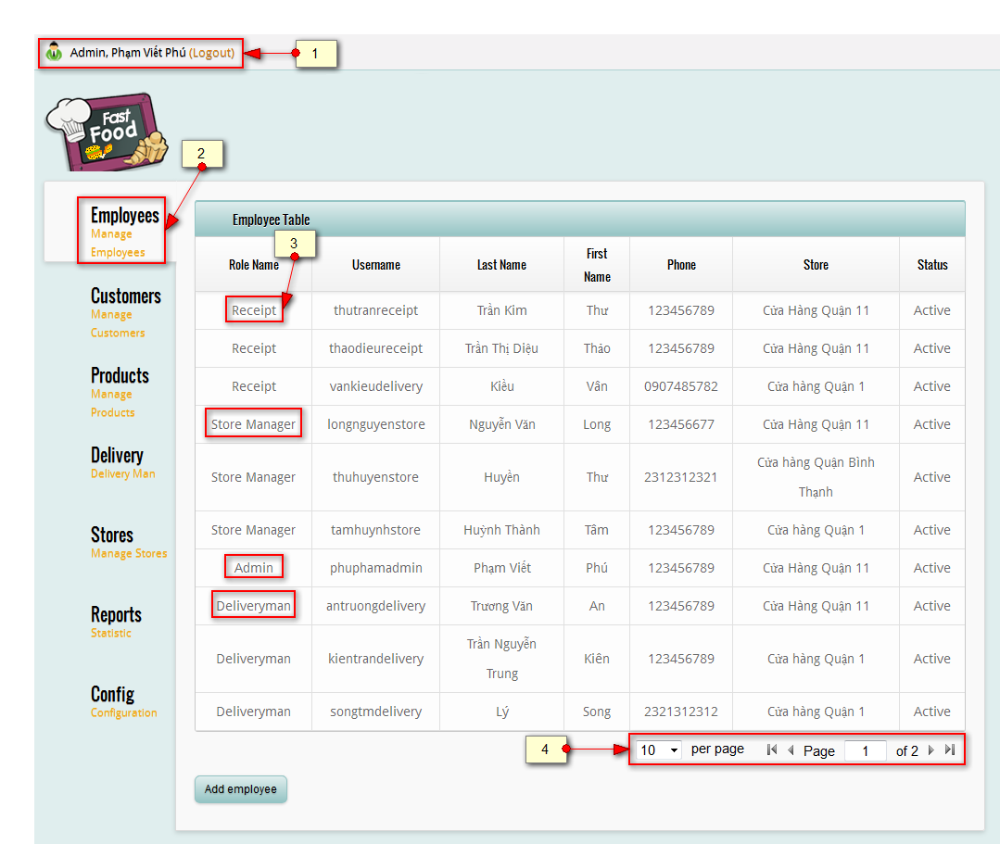 Admin, Phạm Viết Phú (Logout)
1
Fast
Food
2
Employees
Manage
Employees
Customers
Manage
Customers
Products
Manage
Products
Delivery
Delivery Man
Stores
Manage Stores
Reports
Statistic
Config
Configuration
Employee Table
3
Role Name Username Last Name First Name Phone Store Status
Receipt thutranreceipt Trần Kim Thư 123456789 Cửa Hàng Quận 11 Active
Receipt thaodieureceipt Trần Thị Diệu Thảo 123456789 Cửa Hàng Quận 11 Active
Receipt vankieudelivery Kiều Vân 0907485782 Cửa hàng Quận 1 Active
Store Manager longnguyenstore Nguyễn Văn Long 123456677 Cửa Hàng Quận 11 Active
Store Manager thuhuyenstore Huyền Thư 2312312321 Cửa hàng Quận Bình Thạnh Active
Store Manager tamhuynhstore Huỳnh Thành Tâm 123456789 Cửa hàng Quận 1 Active
Admin phuphamadmin Phạm Viết Phú 123456789 Cửa Hàng Quận 11 Active
Deliveryman antruongdelivery Trương Văn An 123456789 Cửa Hàng Quận 11 Active
Deliveryman kientrandelivery Trần Nguyễn Trung Kiên 123456789 Cửa hàng Quận 1 Active
Deliveryman songtmdelivery Lý Song 2321312312 Cửa hàng Quận 1 Active
4
10 per page Page 1 of 2
Add employee